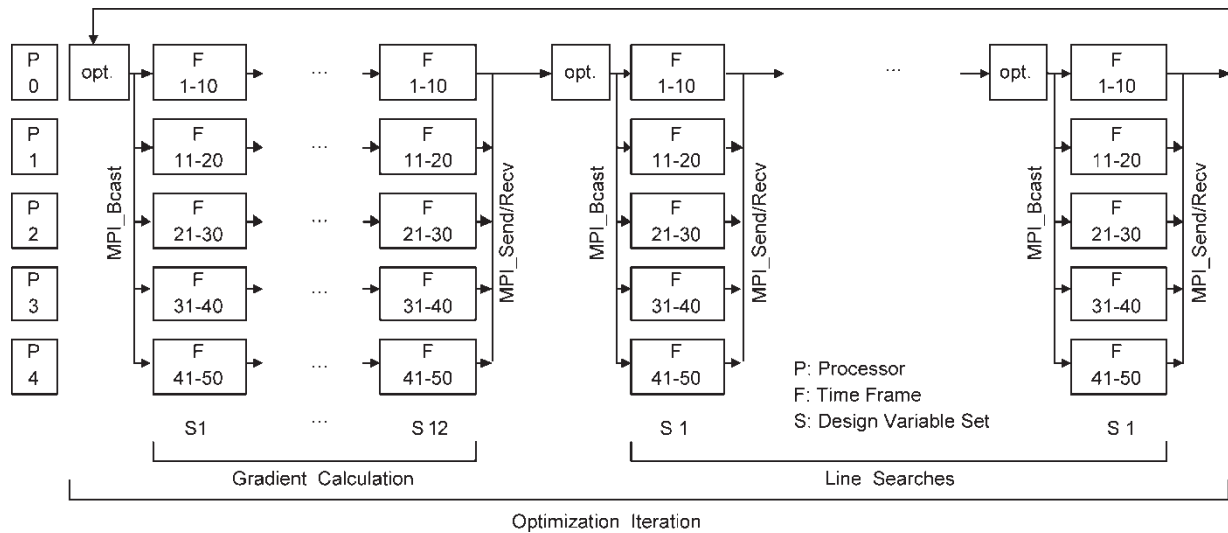 P 0
opt.
F 1-10
...
F 1-10
opt.
F 1-10
...
opt.
F 1-10
P 1
F 11-20
...
F 11-20
F 11-20
F 11-20
P 2
F 21-30
...
F 21-30
F 21-30
F 21-30
P 3
F 31-40
...
F 31-40
F 31-40
F 31-40
P 4
F 41-50
...
F 41-50
F 41-50
F 41-50
MPI_Bcast
MPI_Send/Recv
MPI_Bcast
MPI_Send/Recv
MPI_Bcast
MPI_Send/Recv
P: Processor
F: Time Frame
S: Design Variable Set
S1
...
S 12
S 1
S 1
Gradient Calculation
Line Searches
Optimization Iteration